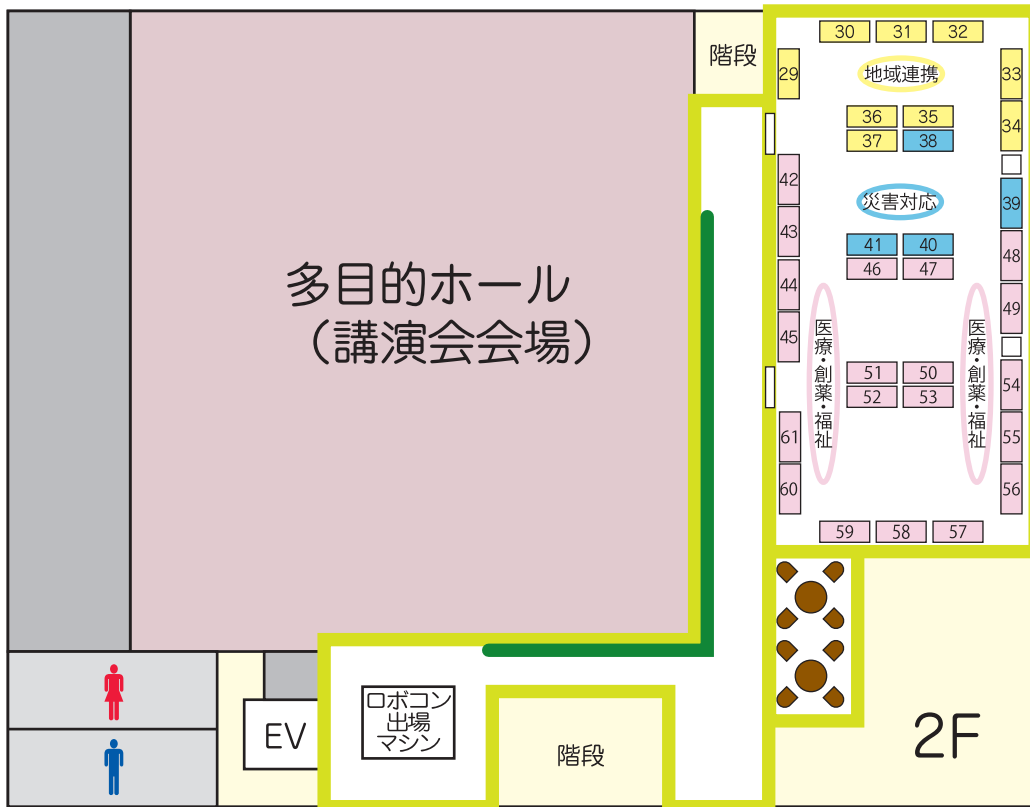 30 31 32
階段
29
地域連携
33
36 35
34
37 38
42
災害対応
39
43
41 40
48
46 47
多目的ホール
（講演会会場）
44
49
45
医療・創薬・福祉
医療・創薬・福祉
51 50
54
52 53
61
55
60
56
59 58 57
ロボコン
出場
マシン
EV
階段
2F